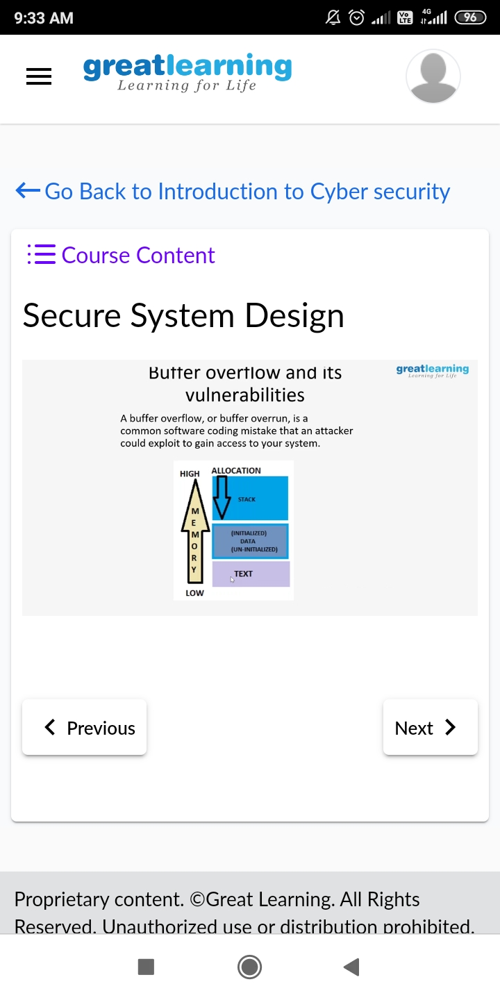 9:33 AM
Vo LTE 4G 96
greatlearning
Learning for Life
Go Back to Introduction to Cyber security
Course Content
Secure System Design
Buffer overflow and its
vulnerabilities
greatlearning
Learning for Life
A buffer overflow, or buffer overrun, is a
common software coding mistake that an attacker
could exploit to gain access to your system.
HIGH
ALLOCATION
MEMORY
STACK
(INITIALIZED)
DATA
(UN-INITIALIZED)
TEXT
LOW
Previous
Next
Proprietary content. ©Great Learning. All Rights
Reserved. Unauthorized use or distribution prohibited.